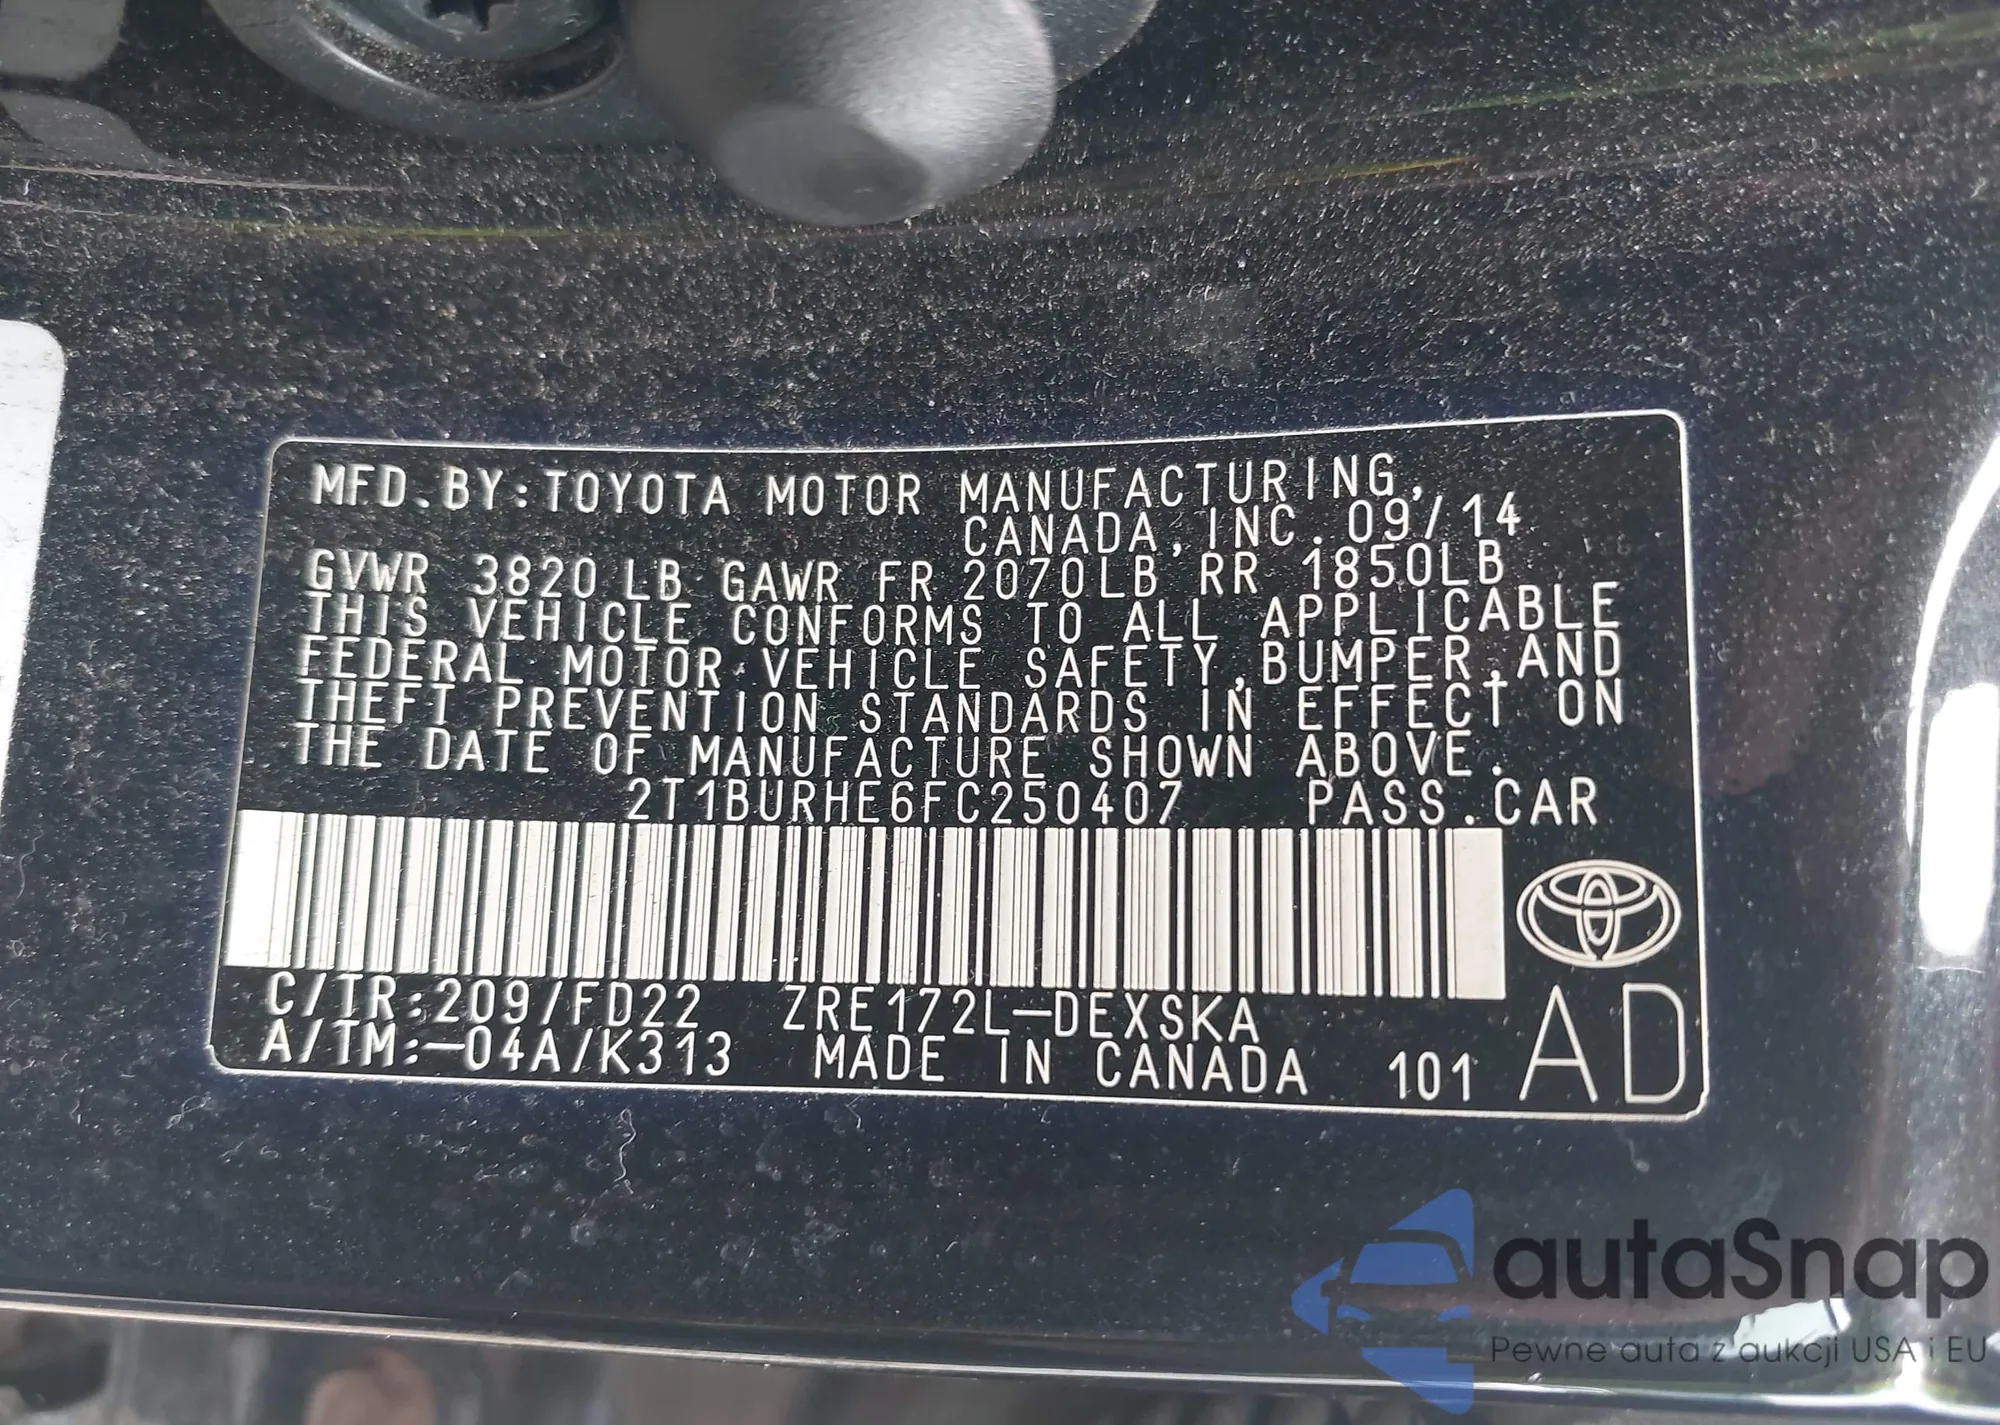 MFD.BY:TOYOTA MOTOR MANUFACTURING,
CANADA,INC.09/14
GVWR 3820LB GAWR FR 2070LB RR 1850LB
THIS VEHICLE CONFORMS TO ALL APPLICABLE
FEDERAL MOTOR VEHICLE SAFETY,BUMPER,AND
THEFT PREVENTION STANDARDS IN EFFECT ON
THE DATE OF MANUFACTURE SHOWN ABOVE.
2T1BURHE6FC250407 PASS.CAR
C/TR:209/FD22 ZRE172L-DEXSKA
A/TM:-04A/K313 MADE IN CANADA 101
AD
autaSnap
Pewne auta z aukcji USA i EU